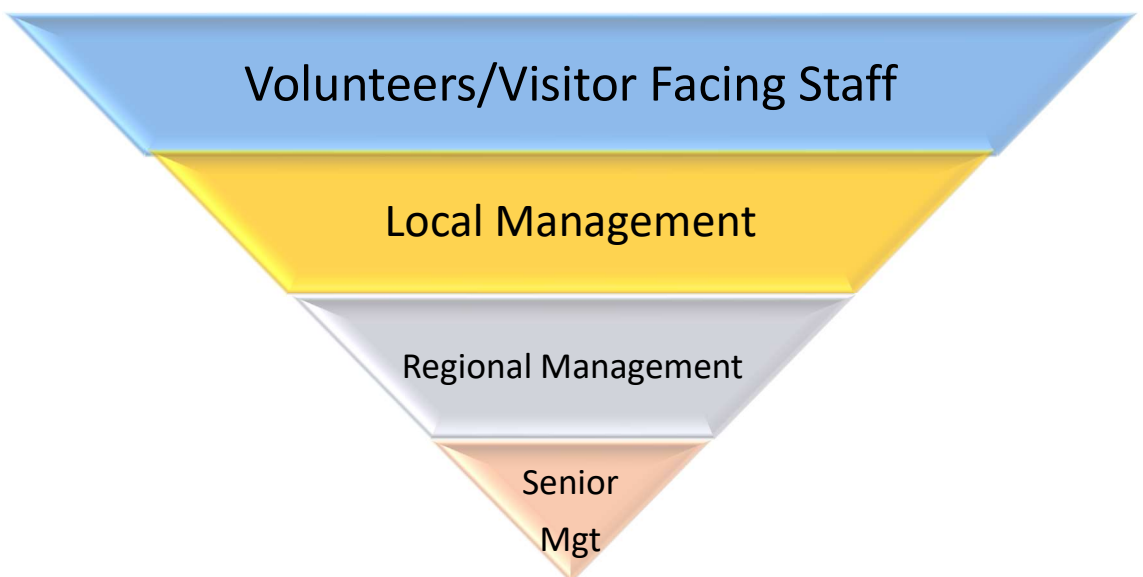 Volunteers/Visitor Facing Staff
Local Management
Regional Management
Senior
Mgt